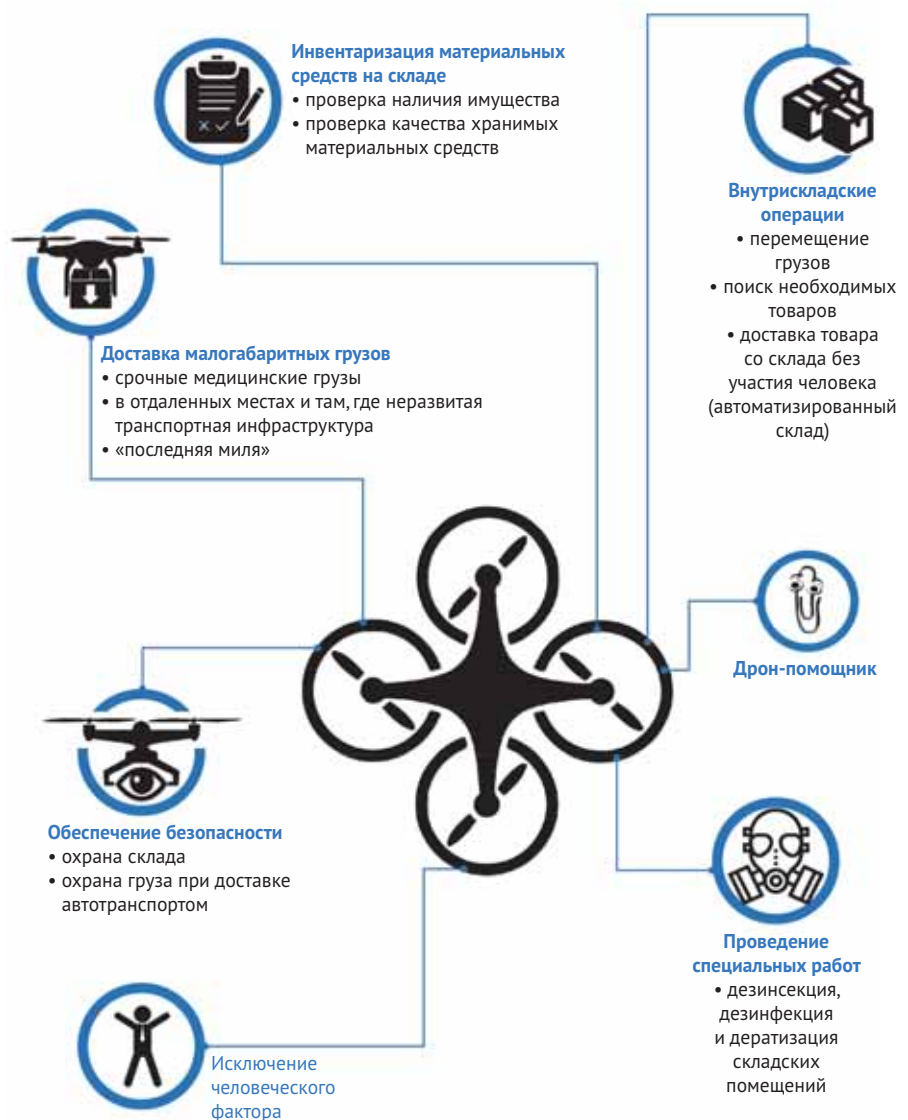 Инвентаризация материальных
средств на складе
• проверка наличия имущества
• проверка качества хранимых
материальных средств
Внутрискладские
операции
• перемещение
грузов
• поиск необходимых
товаров
• доставка товара
со склада без
участия человека
(автоматизированный
склад)
Доставка малогабаритных грузов
• срочные медицинские грузы
• в отдаленных местах и там, где неразвитая
транспортная инфраструктура
• «последняя миля»
Дрон-помощник
Обеспечение безопасности
• охрана склада
• охрана груза при доставке
автотранспортом
Проведение
специальных работ
• дезинсекция,
дезинфекция
и дератизация
складских
помещений
Исключение
человеческого
фактора